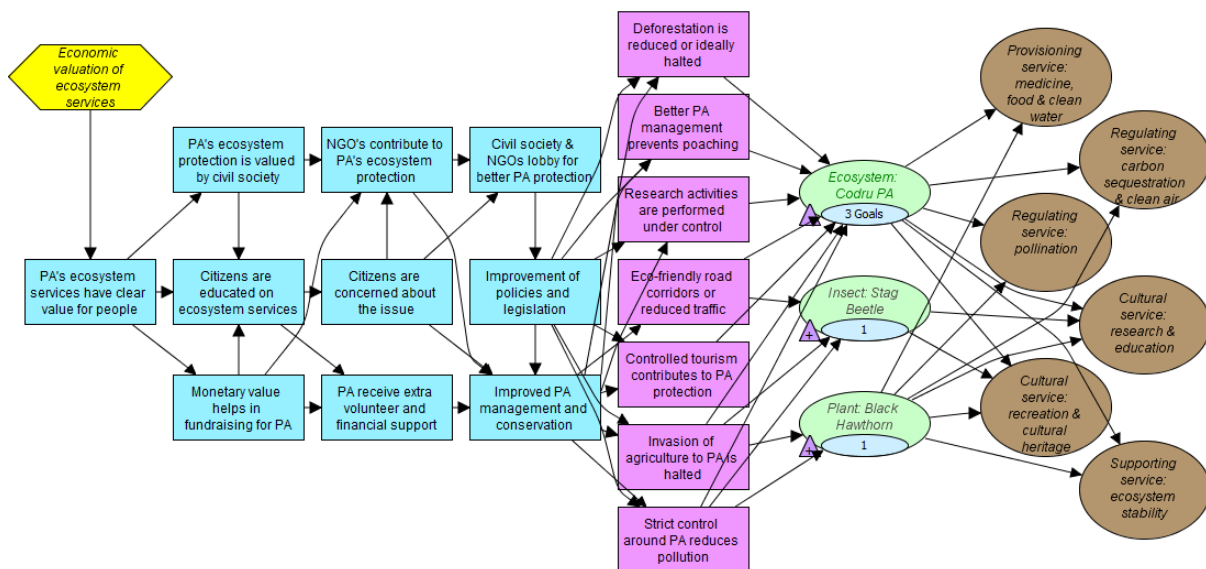 Economic
valuation of
ecosystem
services
PA's ecosystem
protection is valued
by civil society
NGO's contribute to
PA's ecosystem
protection
Civil society &
NGOs lobby for
better PA protection
PA's ecosystem
services have clear
value for people
Citizens are
educated on
ecosystem services
Citizens are
concerned about
the issue
Improvement of
policies and
legislation
Monetary value
helps in
fundraising for PA
PA receive extra
volunteer and
financial support
Improved PA
management and
conservation
Deforestation is
reduced or ideally
halted
Better PA
management
prevents poaching
Research activities
are performed
under control
Eco-friendly road
corridors or
reduced traffic
Controlled tourism
contributes to PA
protection
Invasion of
agriculture to PA is
halted
Strict control
around PA reduces
pollution
Ecosystem:
Codru PA
3 Goals
+
Insect: Stag
Beetle
1
+
Plant: Black
Hawthorn
1
+
Provisioning
service:
medicine,
food & clean
water
Regulating
service:
carbon
sequestration
& clean air
Regulating
service:
pollination
Cultural
service:
research &
education
Cultural
service:
recreation &
cultural
heritage
Supporting
service:
ecosystem
stability